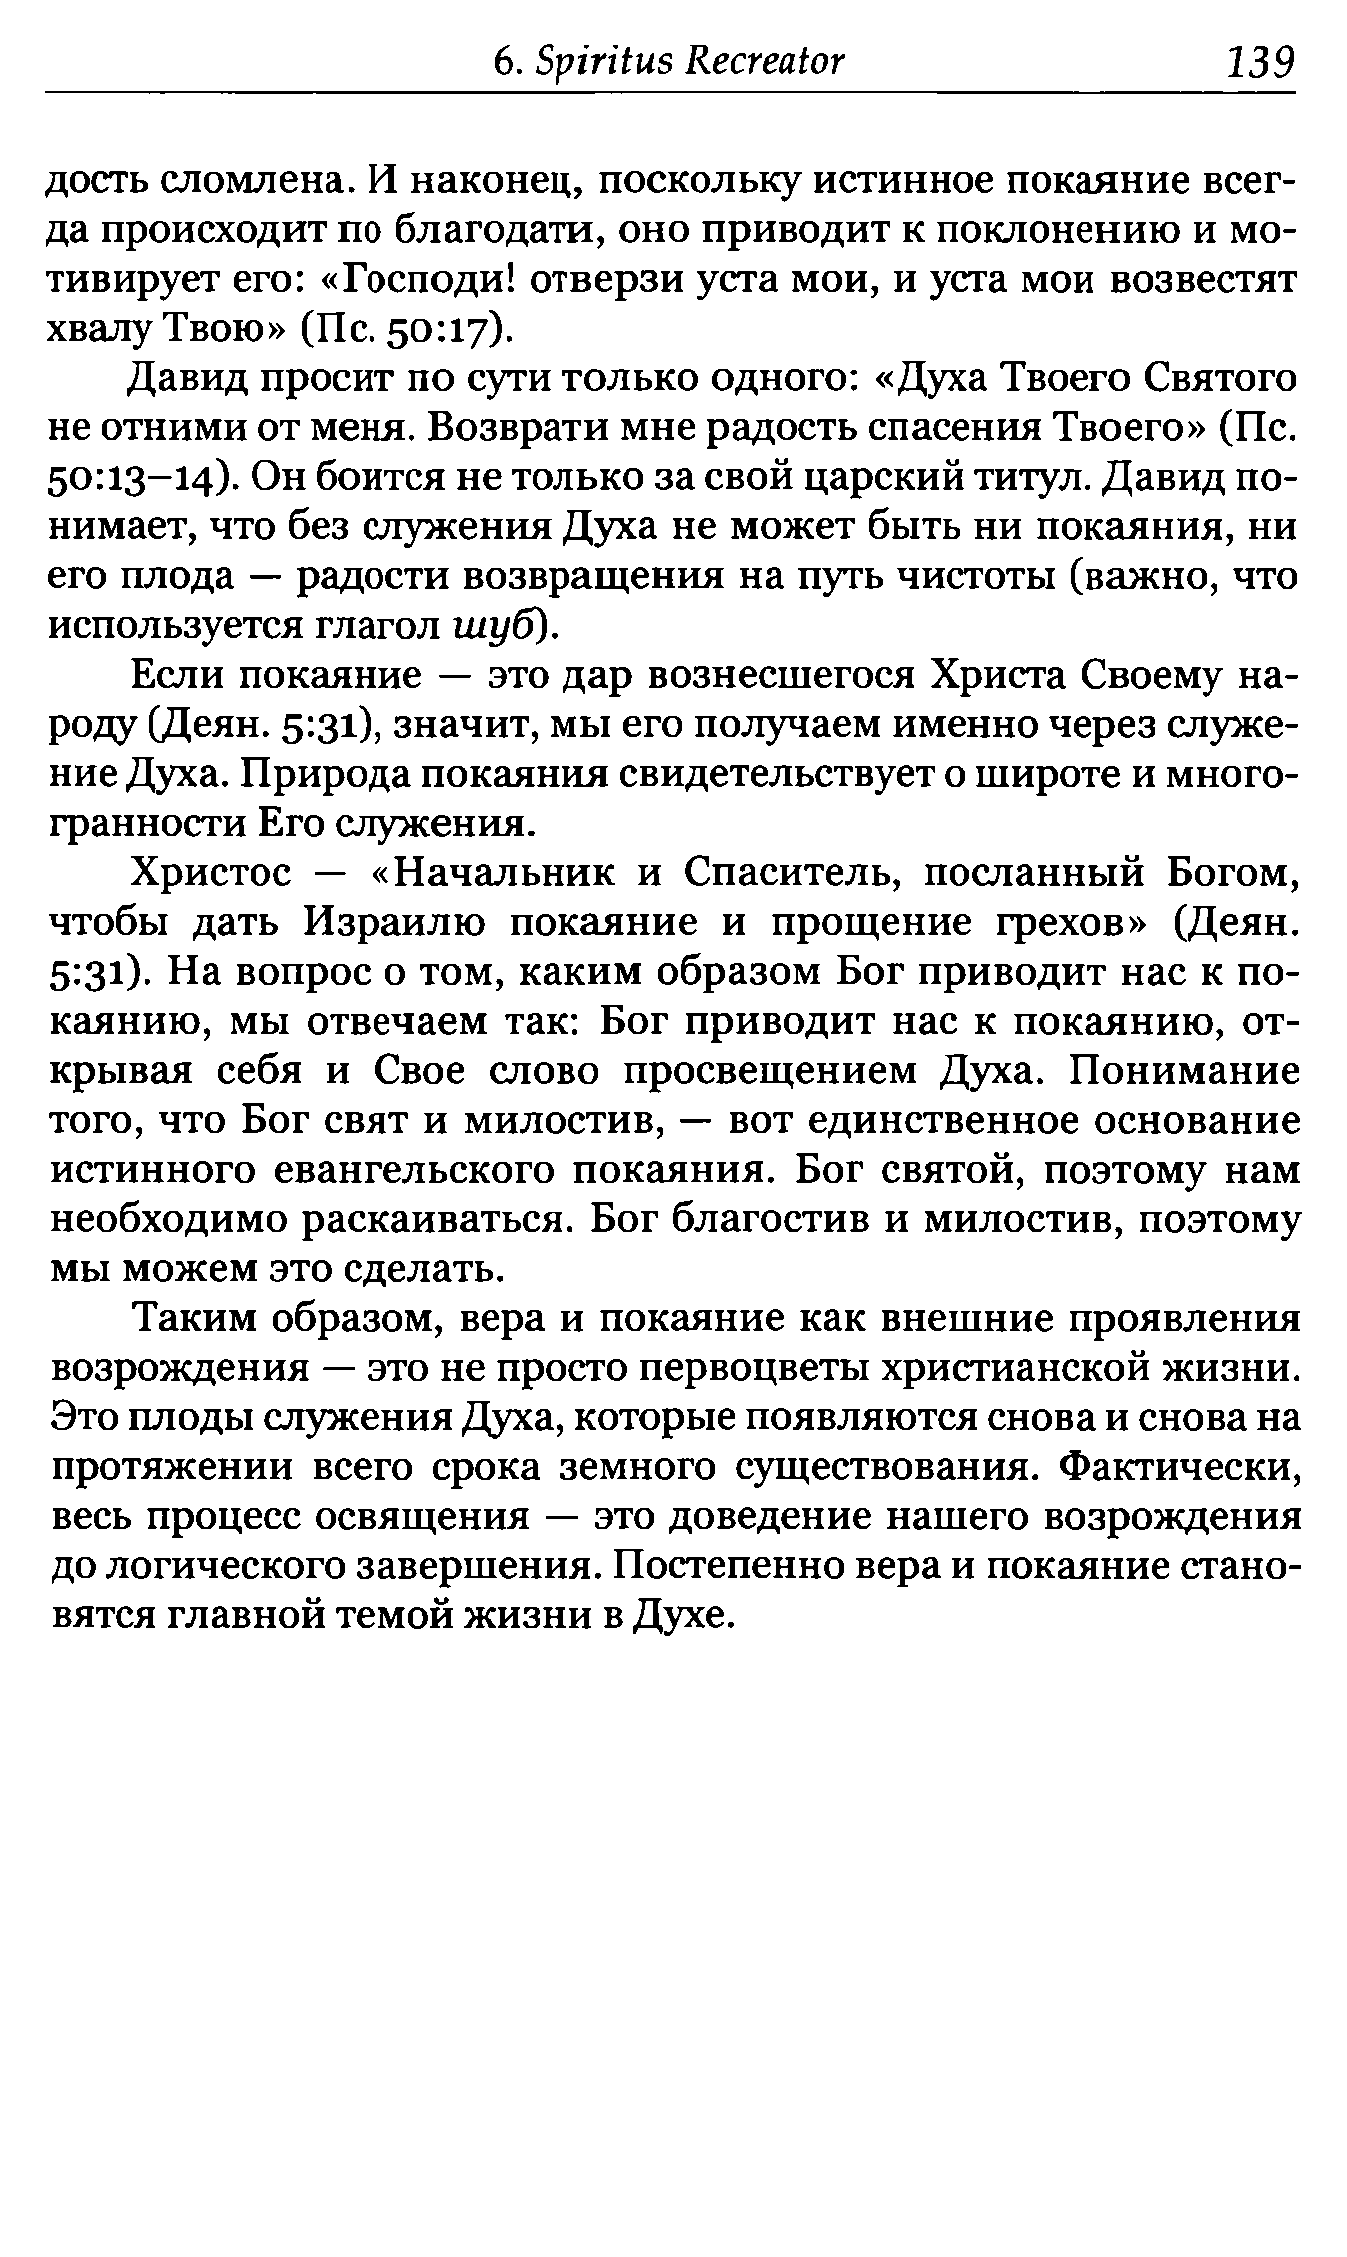 6. Spiritus Recreator 139
дость сломлена. И наконец, поскольку истинное покаяние всег-
да происходит по благодати, оно приводит к поклонению и мо-
тивирует его: «Господи! отверзи уста мои, и уста мои возвестят
хвалу Твою» (Пс. 50:17).
Давид просит по сути только одного: «Духа Твоего Святого
не отними от меня. Возврати мне радость спасения Твоего» (Пс.
50:13–14). Он боится не только за свой царский титул. Давид по-
нимает, что без служения Духа не может быть ни покаяния, ни
его плода — радости возвращения на путь чистоты (важно, что
используется глагол шуб).
Если покаяние — это дар вознесшегося Христа Своему на-
роду (Деян. 5:31), значит, мы его получаем именно через служе-
ние Духа. Природа покаяния свидетельствует о широте и много-
гранности Его служения.
Христос — «Начальник и Спаситель, посланный Богом,
чтобы дать Израилю покаяние и прощение грехов» (Деян.
5:31). На вопрос о том, каким образом Бог приводит нас к по-
каянию, мы отвечаем так: Бог приводит нас к покаянию, от-
крывая себя и Свое слово просвещением Духа. Понимание
того, что Бог свят и милостив, — вот единственное основание
истинного евангельского покаяния. Бог святой, поэтому нам
необходимо раскаиваться. Бог благостив и милостив, поэтому
мы можем это сделать.
Таким образом, вера и покаяние как внешние проявления
возрождения — это не просто первоцветы христианской жизни.
Это плоды служения Духа, которые появляются снова и снова на
протяжении всего срока земного существования. Фактически,
весь процесс освящения — это доведение нашего возрождения
до логического завершения. Постепенно вера и покаяние стано-
вятся главной темой жизни в Духе.